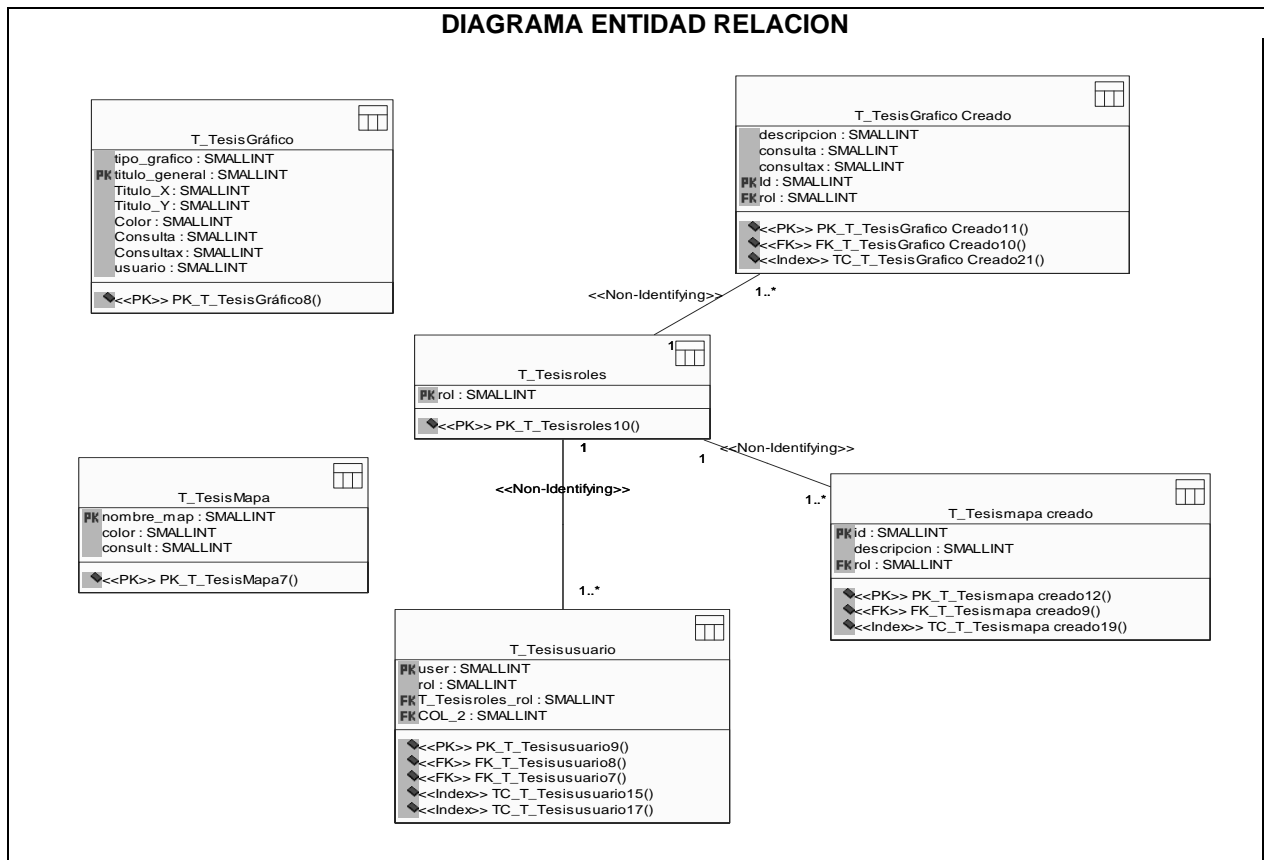 DIAGRAMA ENTIDAD RELACION
T_TesisGráfico
tipo_grafico : SMALLINT
PK titulo_general : SMALLINT
Titulo_X : SMALLINT
Titulo_Y : SMALLINT
Color : SMALLINT
Consulta : SMALLINT
Consultax : SMALLINT
usuario : SMALLINT
<<PK>> PK_T_TesisGráfico8()
T_TesisGrafico Creado
descripcion : SMALLINT
consulta : SMALLINT
consultax : SMALLINT
PK Id : SMALLINT
FK rol : SMALLINT
<<PK>> PK_T_TesisGrafico Creado11()
<<FK>> FK_T_TesisGrafico Creado10()
<<Index>> TC_T_TesisGrafico Creado21()
<<Non-Identifying>>
1..*
1
T_Tesisroles
PK rol : SMALLINT
<<PK>> PK_T_Tesisroles10()
1
<<Non-Identifying>>
1..*
1
<<Non-Identifying>>
1..*
T_TesisMapa
PK nombre_map : SMALLINT
color : SMALLINT
consult : SMALLINT
<<PK>> PK_T_TesisMapa7()
T_Tesismapa creado
PK id : SMALLINT
descripcion : SMALLINT
FK rol : SMALLINT
<<PK>> PK_T_Tesismapa creado12()
<<FK>> FK_T_Tesismapa creado9()
<<Index>> TC_T_Tesismapa creado19()
T_Tesisusuario
PK user : SMALLINT
rol : SMALLINT
FK T_Tesisroles_rol : SMALLINT
FK COL_2 : SMALLINT
<<PK>> PK_T_Tesisusuario9()
<<FK>> FK_T_Tesisusuario8()
<<FK>> FK_T_Tesisusuario7()
<<Index>> TC_T_Tesisusuario15()
<<Index>> TC_T_Tesisusuario17()